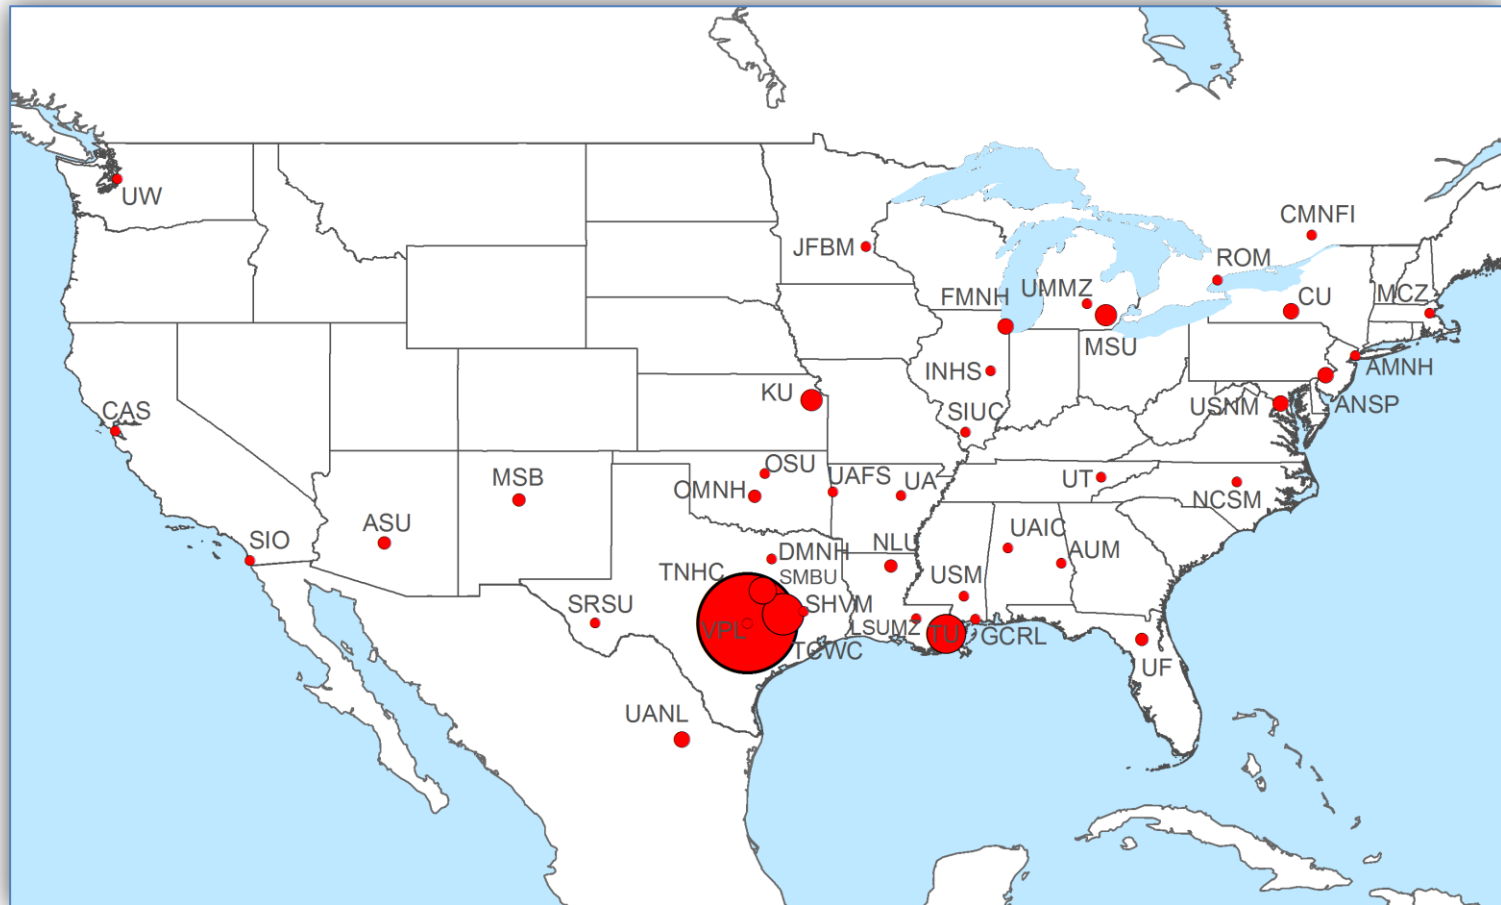 UW
CMNFI
JFBM
ROM
UMMZ
FMNH
CU
MCZ
MSU
AMNH
INHS
KU
ANSP
USNM
CAS
SIUC
OSU
MSB
UAFS
UA
UT
OMNH
NCSM
ASU
UAIC
SIO
NLU
DMNH
AUM
TNHC
SMBU
USM
SRSU
SHVM
VPL
LSUMZ
TU
GCRL
TCWC
UF
UANL